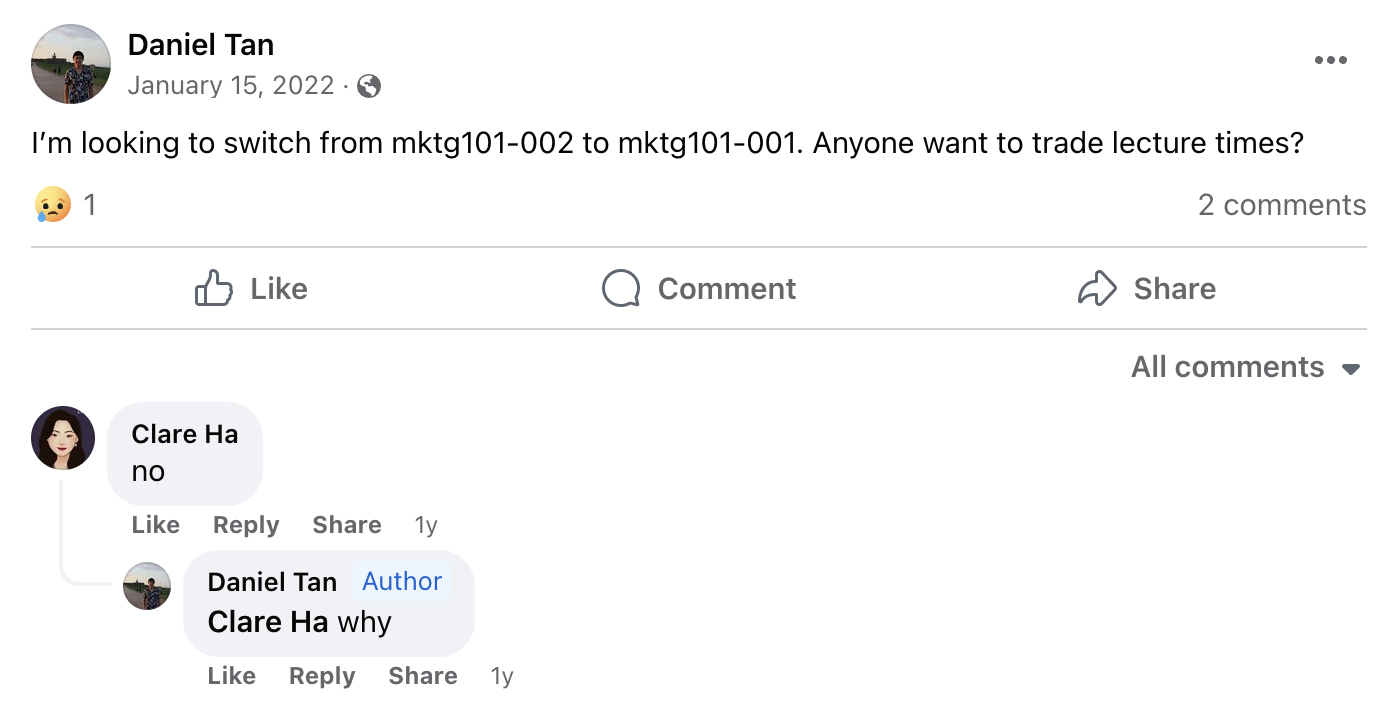 Daniel Tan
January 15, 2022 ·
I’m looking to switch from mktg101-002 to mktg101-001. Anyone want to trade lecture times?
1 2 comments
Like Comment Share
All comments
Clare Ha
no
Like Reply Share 1y
Daniel Tan Author
Clare Ha why
Like Reply Share 1y